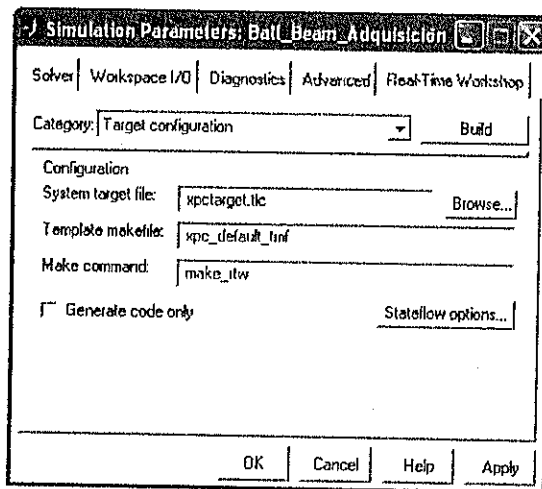 Simulation Parameters: Ball_Beam_Adquisición
Solver Workspace I/O Diagnostics Advanced Real-Time Workshop
Category: Target configuration Build
Configuration
System target file: xpctarget.tlc Browse...
Template makefile: xpc_default_tmf
Make command: make_rtw
Generate code only Stateflow options...
OK Cancel Help Apply